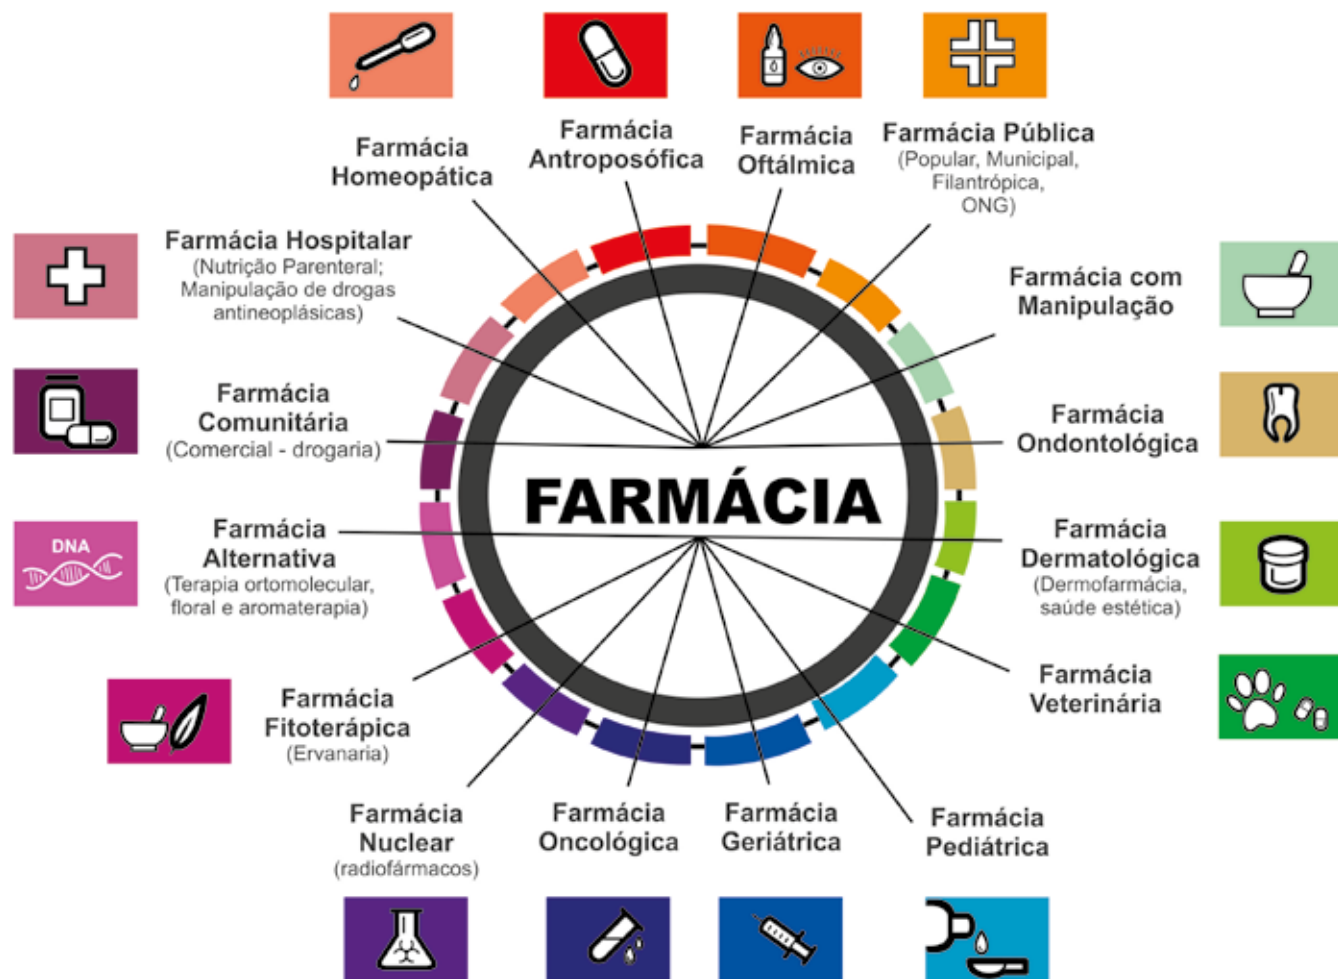 Farmácia
Homeopática
Farmácia
Antroposófica
Farmácia
Oftálmica
Farmácia Pública
(Popular, Municipal,
Filantrópica,
ONG)
Farmácia Hospitalar
(Nutrição Parenteral;
Manipulação de drogas
antineoplásicas)
Farmácia com
Manipulação
Farmácia
Comunitária
(Comercial - drogaria)
Farmácia
Ondontológica
FARMÁCIA
DNA
Farmácia
Alternativa
(Terapia ortomolecular,
floral e aromaterapia)
Farmácia
Dermatológica
(Dermofarmácia,
saúde estética)
Farmácia
Fitoterápica
(Ervanaria)
Farmácia
Veterinária
Farmácia
Nuclear
(radiofármacos)
Farmácia
Oncológica
Farmácia
Geriátrica
Farmácia
Pediátrica